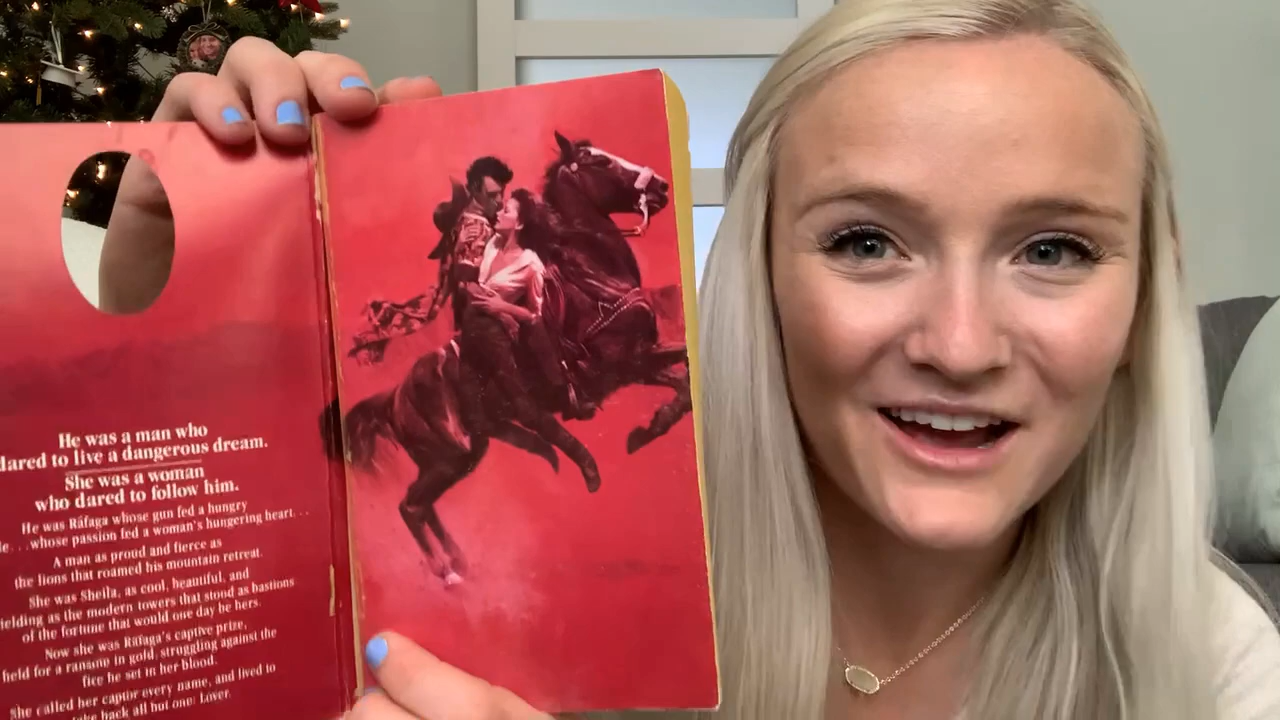 He was a man who
dared to live a dangerous dream.
She was a woman
who dared to follow him.
He was Ráfaga whose gun fed a hungry
whose passion fed a woman's hungering heart...
A man as proud and fierce as
the lions that roamed his mountain retreat.
She was Sheila, as cool, beautiful, and
ielding as the modern towers that stood as bastions
of the fortune that would one day be hers.
Now she was Ráfaga's captive prize,
held for a ransom in gold, struggling against the
fire he set in her blood.
She called her captor every name, and lived to
take back all but one: Lover.